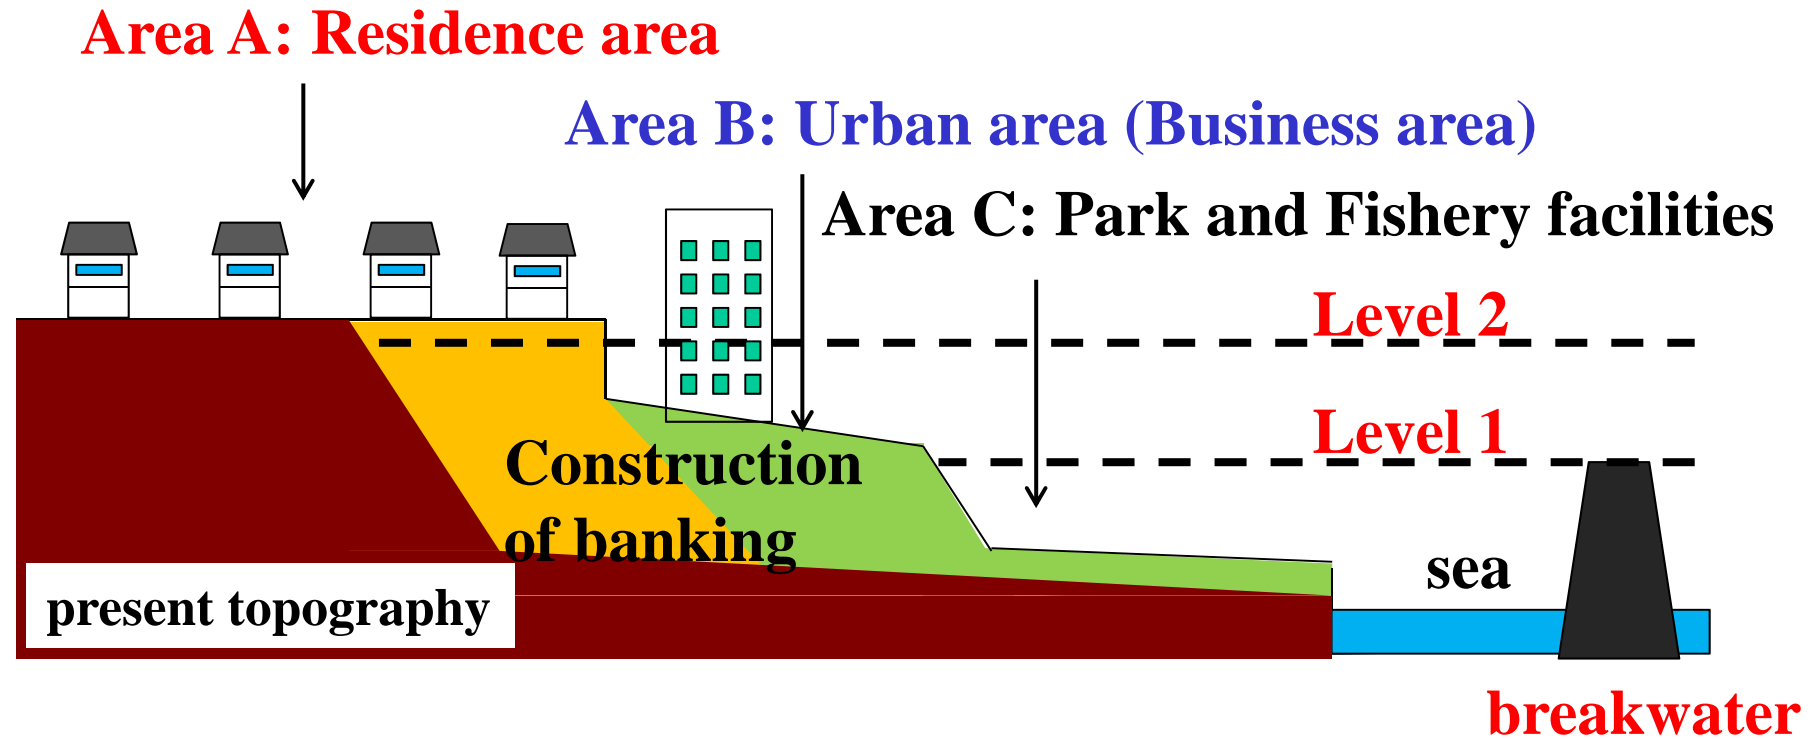 Area A: Residence area
Area B: Urban area (Business area)
Area C: Park and Fishery facilities
Level 2
Level 1
Construction
of banking
sea
present topography
breakwater